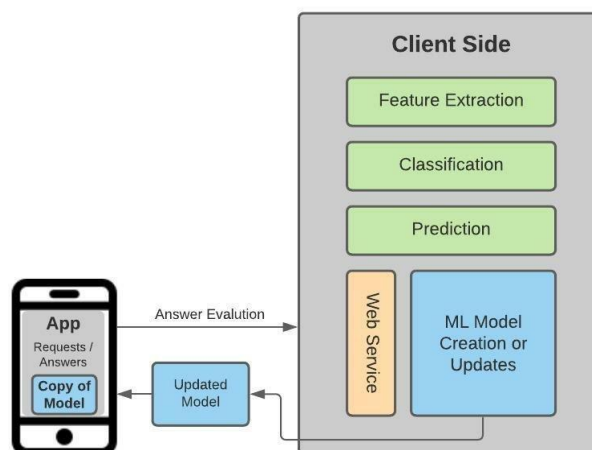 Client Side
Feature Extraction
Classification
Prediction
Web Service
ML Model
Creation or
Updates
Answer Evalution
App
Requests /
Answers
Copy of
Model
Updated
Model